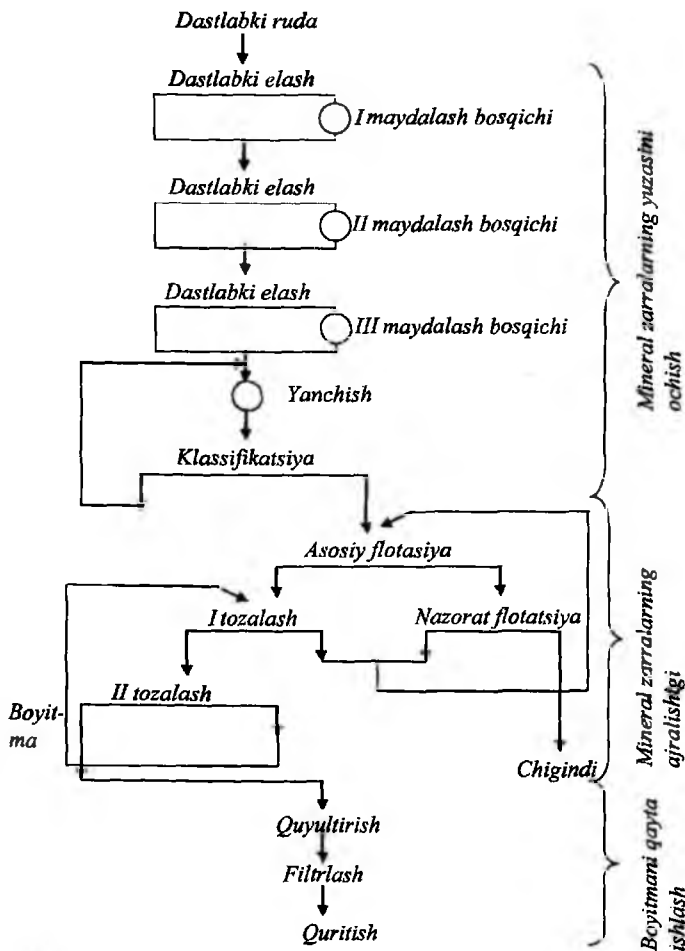 Dastlabki ruda
Dastlabki elash
I maydalash bosqichi
Dastlabki elash
II maydalash bosqichi
Dastlabki elash
III maydalash bosqichi
Yanchish
Klassifikatsiya
Mineral zarralarning yuzasini
ochish
Asosiy flotasiya
I tozalash
Nazorat flotatsiya
II tozalash
Boyit-
ma
Chigindi
Mineral zarralarning
ajralishtgi
Quyultirish
Filtrlash
Quritish
Boyitmani qayta
ishlash